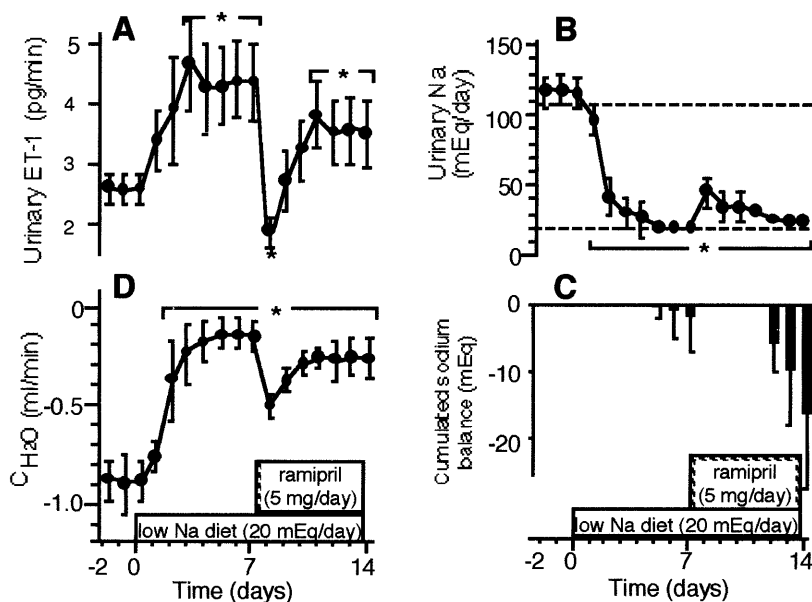 A
Urinary ET-1 (pg/min)
5
4
3
2
*
*
*
B
Urinary Na
(mEq/day)
150
100
50
0
*
D
C H2O (ml/min)
0
-0.5
-1.0
*
ramipril
(5 mg/day)
low Na diet (20 mEq/day)
-2 0 7 14
Time (days)
C
Cumulated sodium
balance (mEq)
0
-10
-20
ramipril
(5 mg/day)
low Na diet (20 mEq/day)
-2 0 7 14
Time (days)